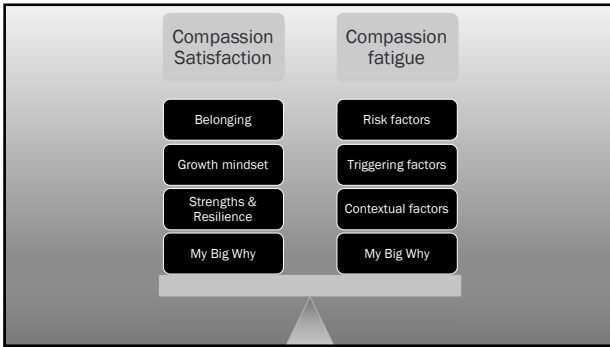 Compassion
Satisfaction
Compassion
fatigue
Belonging
Risk factors
Growth mindset
Triggering factors
Strengths &
Resilience
Contextual factors
My Big Why
My Big Why